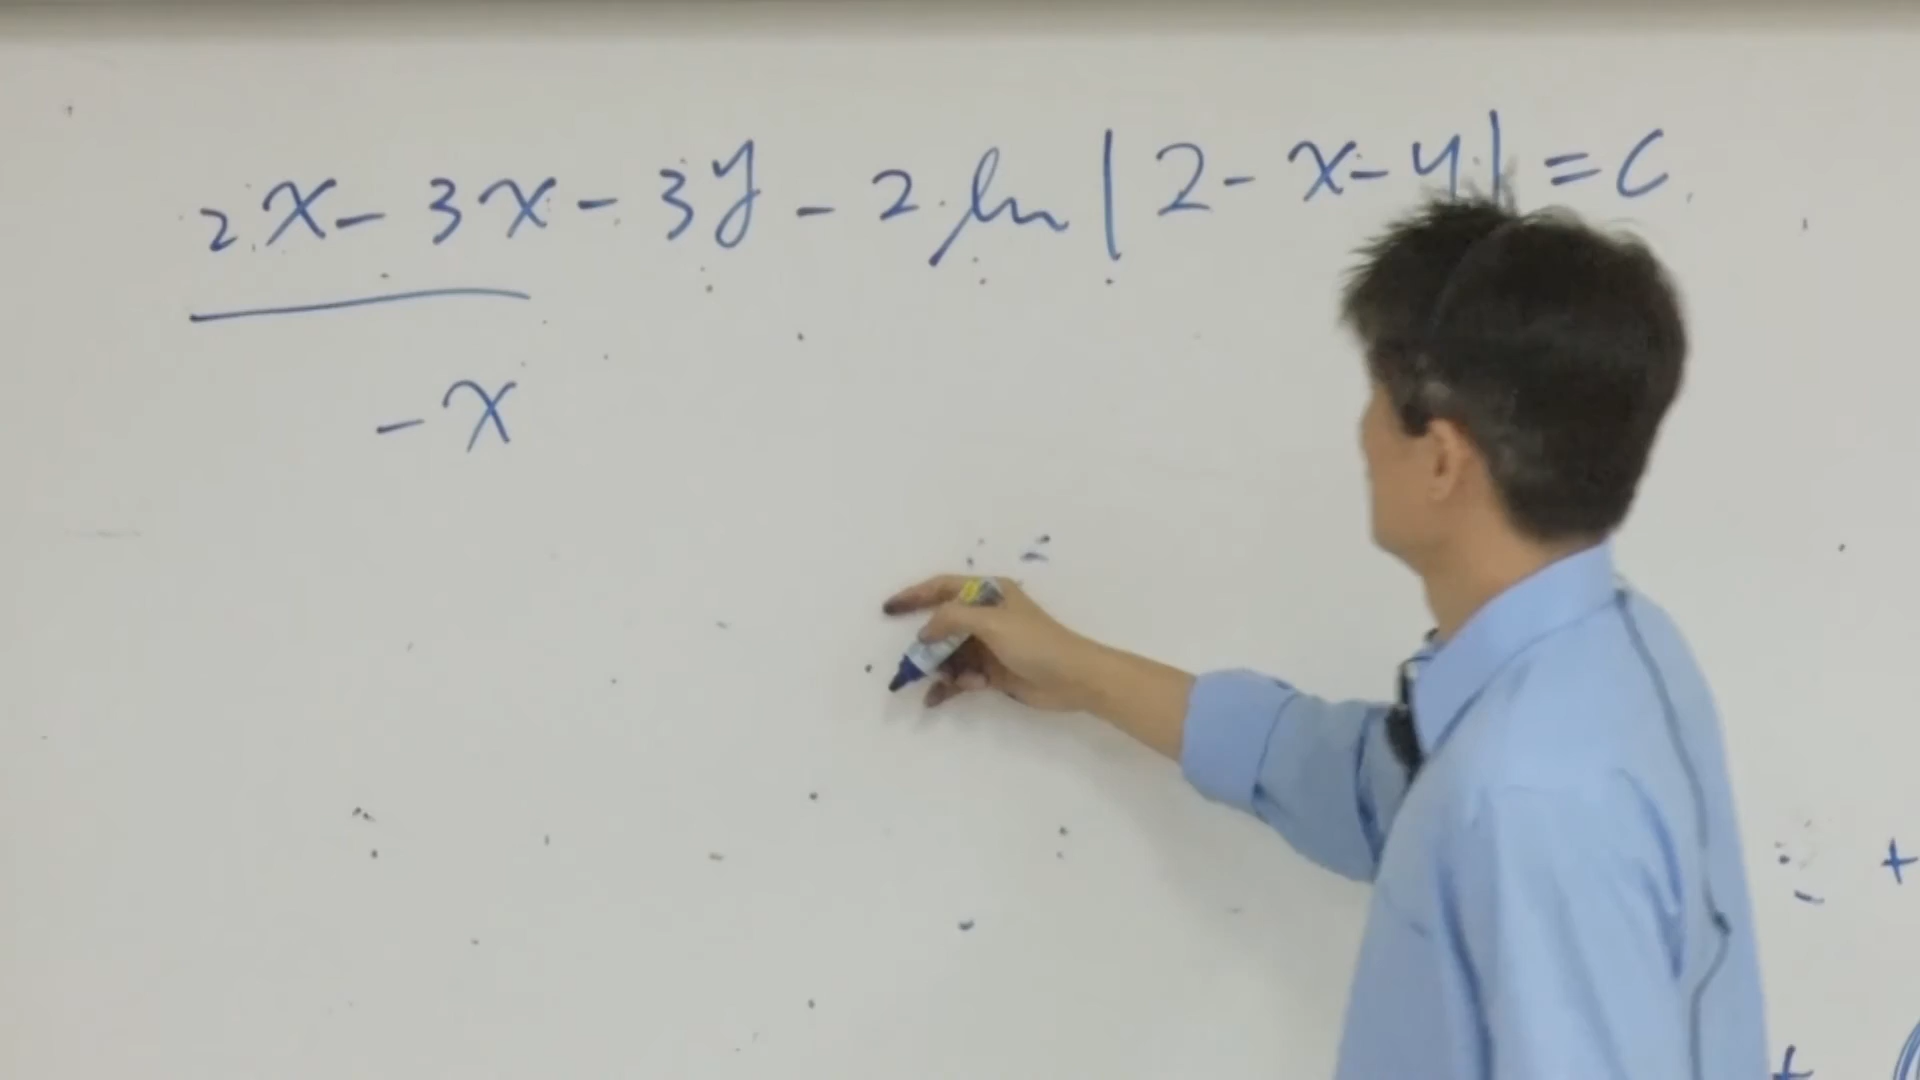 2x - 3x - 3y - 2 ln | 2 - x - y | = C
- x
+
+